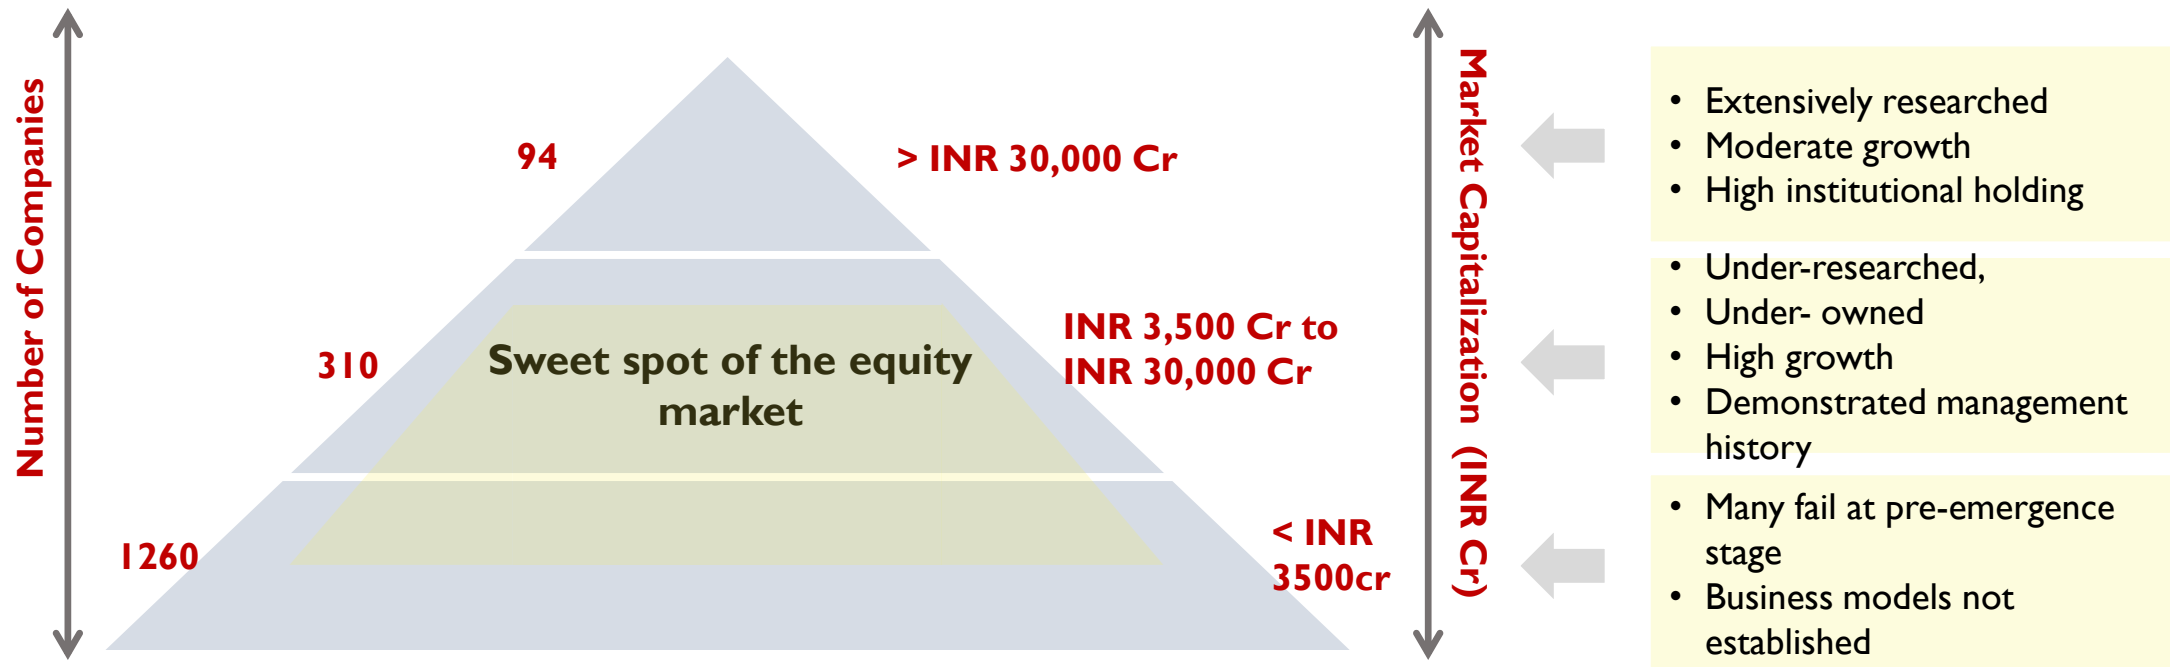 Number of Companies
94
> INR 30,000 Cr
310
Sweet spot of the equity
market
INR 3,500 Cr to
INR 30,000 Cr
1260
< INR
3500cr
Market Capitalization (INR Cr)
• Extensively researched
• Moderate growth
• High institutional holding
• Under-researched,
• Under- owned
• High growth
• Demonstrated management
history
• Many fail at pre-emergence
stage
• Business models not
established